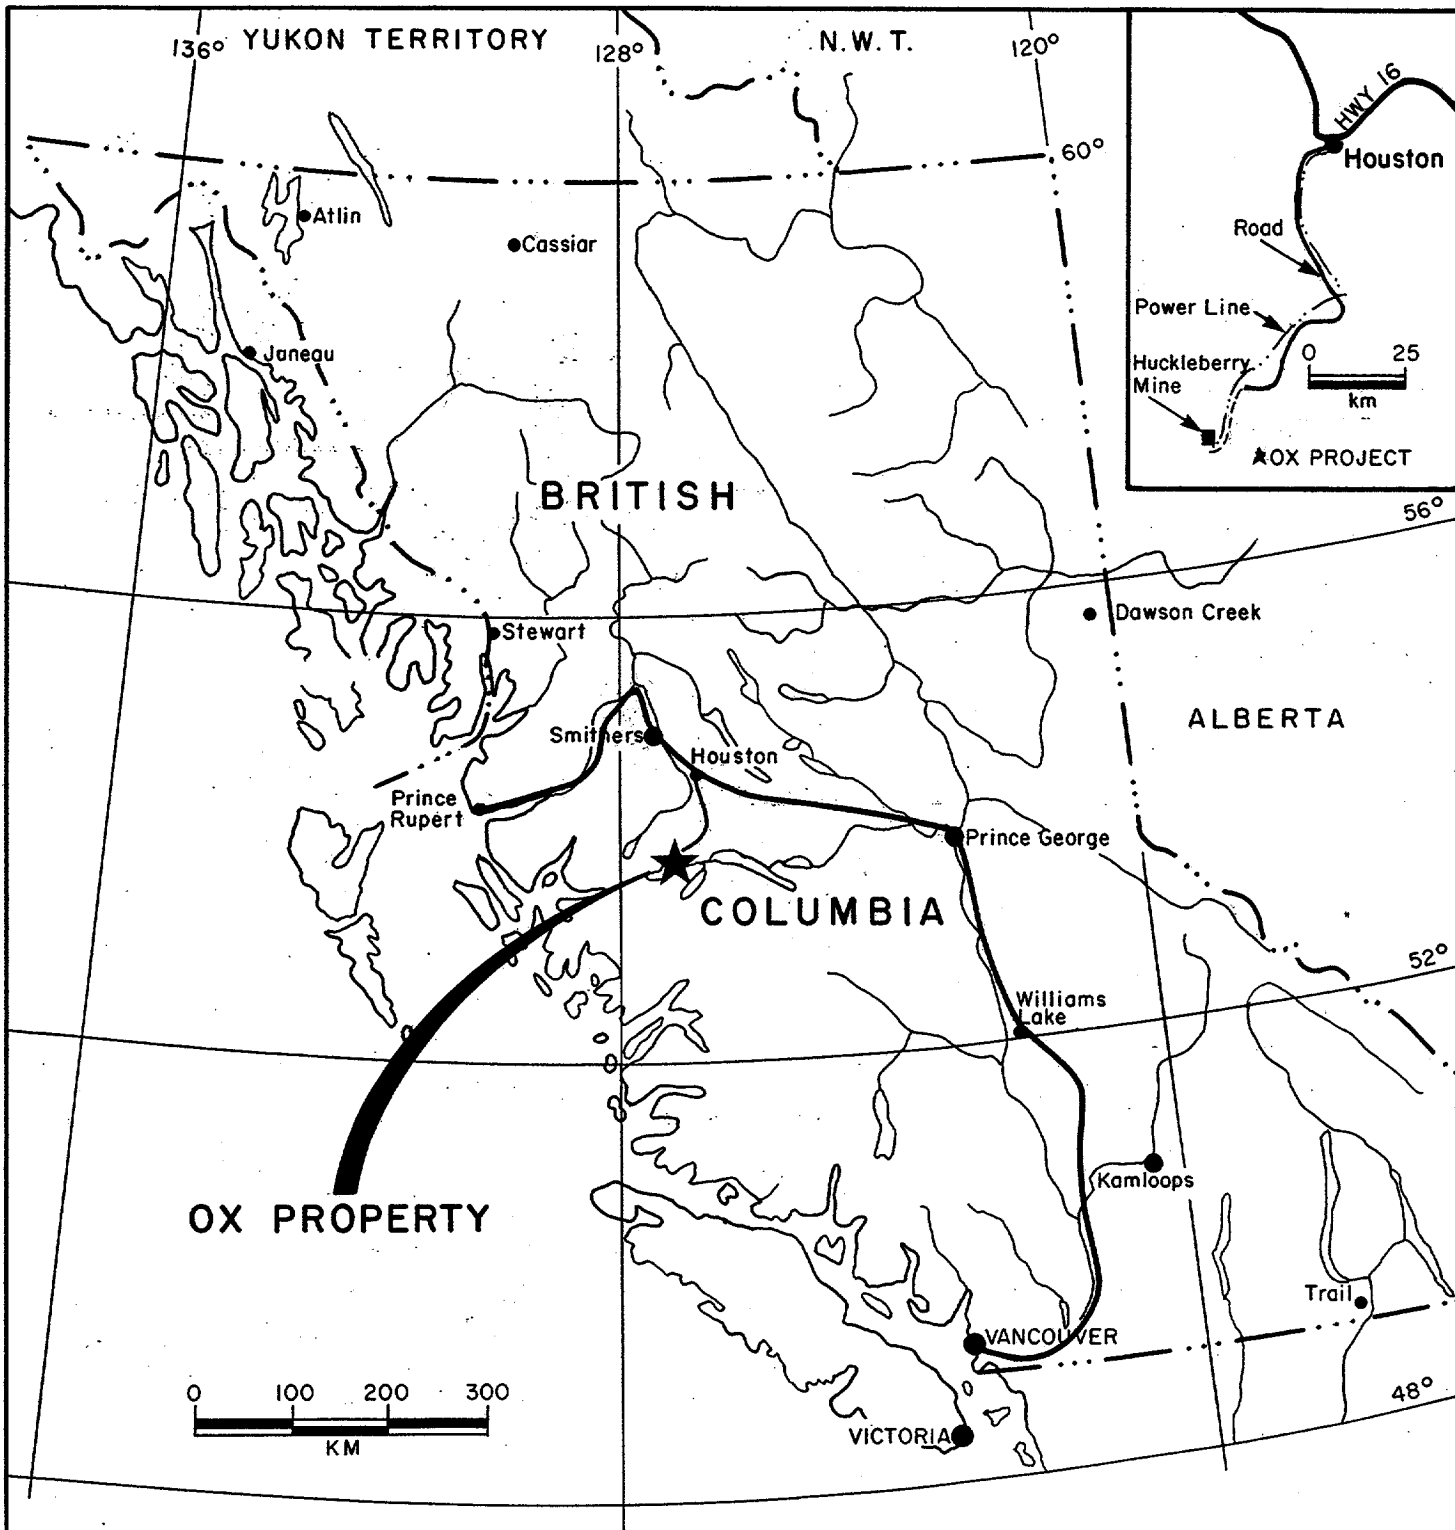 136° YUKON TERRITORY 128° N.W.T. 120°
HWY 16
Houston
Road
Power Line
Huckleberry
Mine
0 25
km
OX PROJECT
60°
Atlin
Cassiar
Janeau
BRITISH
56°
Dawson Creek
Stewart
ALBERTA
Smithers
Houston
Prince
Rupert
Prince George
COLUMBIA
52°
Williams
Lake
Kamloops
OX PROPERTY
Trail
VANCOUVER
0 100 200 300
KM
48°
VICTORIA